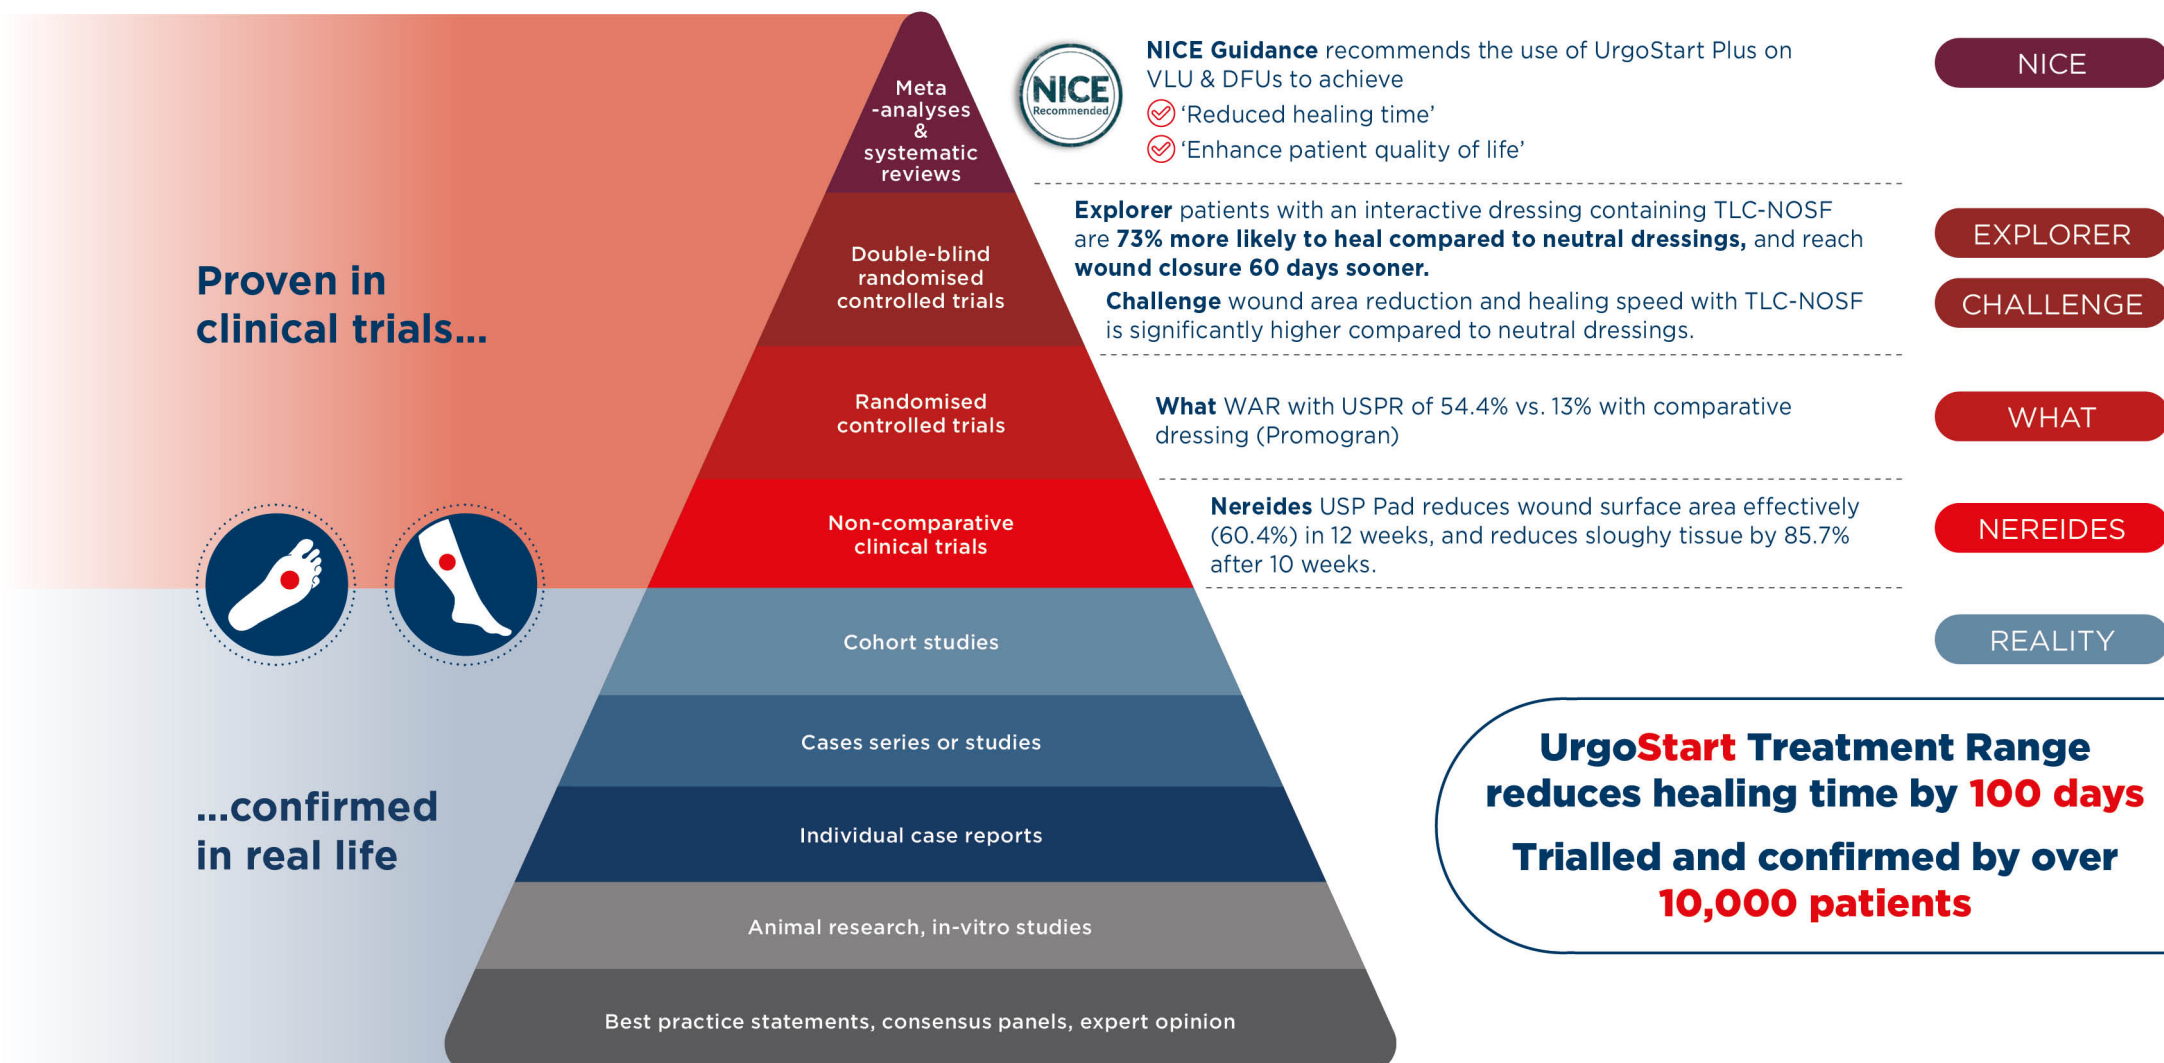 Proven in
clinical trials...
...confirmed
in real life
Meta
-analyses
&
systematic
reviews
Double-blind
randomised
controlled trials
Randomised
controlled trials
Non-comparative
clinical trials
Cohort studies
Cases series or studies
Individual case reports
Animal research, in-vitro studies
Best practice statements, consensus panels, expert opinion
NICE
Recommended
NICE Guidance recommends the use of UrgoStart Plus on
VLU & DFUs to achieve
‘Reduced healing time’
‘Enhance patient quality of life’
NICE
Explorer patients with an interactive dressing containing TLC-NOSF
are 73% more likely to heal compared to neutral dressings, and reach
wound closure 60 days sooner.
EXPLORER
Challenge wound area reduction and healing speed with TLC-NOSF
is significantly higher compared to neutral dressings.
CHALLENGE
What WAR with USPR of 54.4% vs. 13% with comparative
dressing (Promogran)
WHAT
Nereides USP Pad reduces wound surface area effectively
(60.4%) in 12 weeks, and reduces sloughy tissue by 85.7%
after 10 weeks.
NEREIDES
REALITY
UrgoStart Treatment Range
reduces healing time by 100 days
Trialled and confirmed by over
10,000 patients